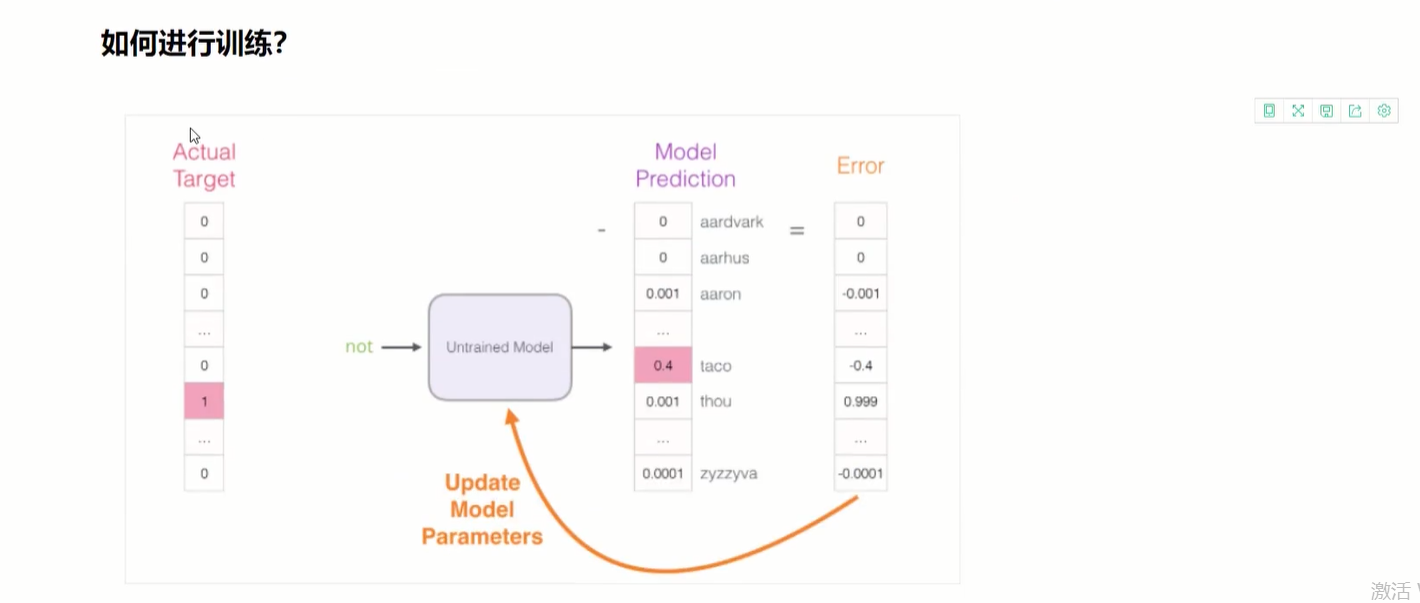 如何进行训练?
Actual
Target
Model
Prediction
Error
0
0
0
...
0
1
...
0
not
Untrained Model
-
0 aardvark
0 aarhus
0.001 aaron
...
0.4 taco
0.001 thou
...
0.0001 zyzzyva
=
0
0
-0.001
...
-0.4
0.999
...
-0.0001
Update
Model
Parameters
激活